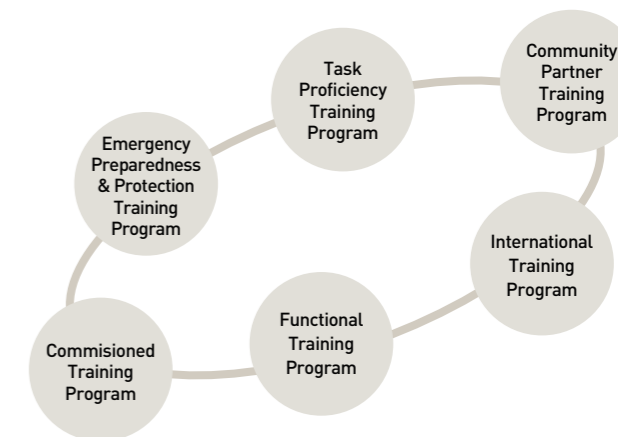 Community
Partner
Training
Program
Task
Proficiency
Training
Program
Emergency
Preparedness
& Protection
Training
Program
International
Training
Program
Functional
Training
Program
Commisioned
Training
Program